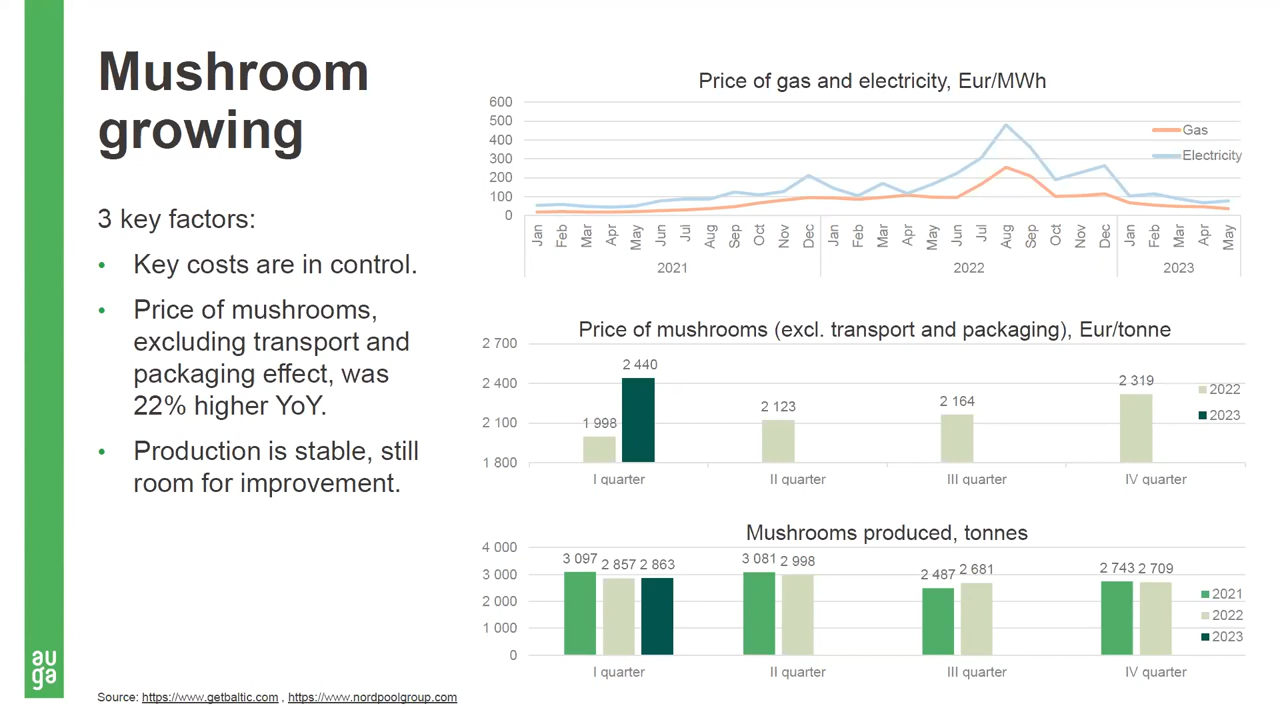 Mushroom
growing
3 key factors:
• Key costs are in control.
• Price of mushrooms,
excluding transport and
packaging effect, was
22% higher YoY.
• Production is stable, still
room for improvement.
Price of gas and electricity, Eur/MWh
600
500
400
300
200
100
0
Gas
Electricity
Jan Feb Mar Apr May Jun Jul Aug Sep Oct Nov Dec Jan Feb Mar Apr May Jun Jul Aug Sep Oct Nov Dec Jan Feb Mar Apr May
2021 2022 2023
Price of mushrooms (excl. transport and packaging), Eur/tonne
2 700
2 400
2 100
1 800
1 998 2 440 2 123 2 164 2 319
2022
2023
I quarter II quarter III quarter IV quarter
Mushrooms produced, tonnes
4 000
3 000
2 000
1 000
0
3 097 2 857 2 863 3 081 2 998 2 487 2 681 2 743 2 709
2021
2022
2023
I quarter II quarter III quarter IV quarter
au
ga
Source: https://www.getbaltic.com , https://www.nordpoolgroup.com